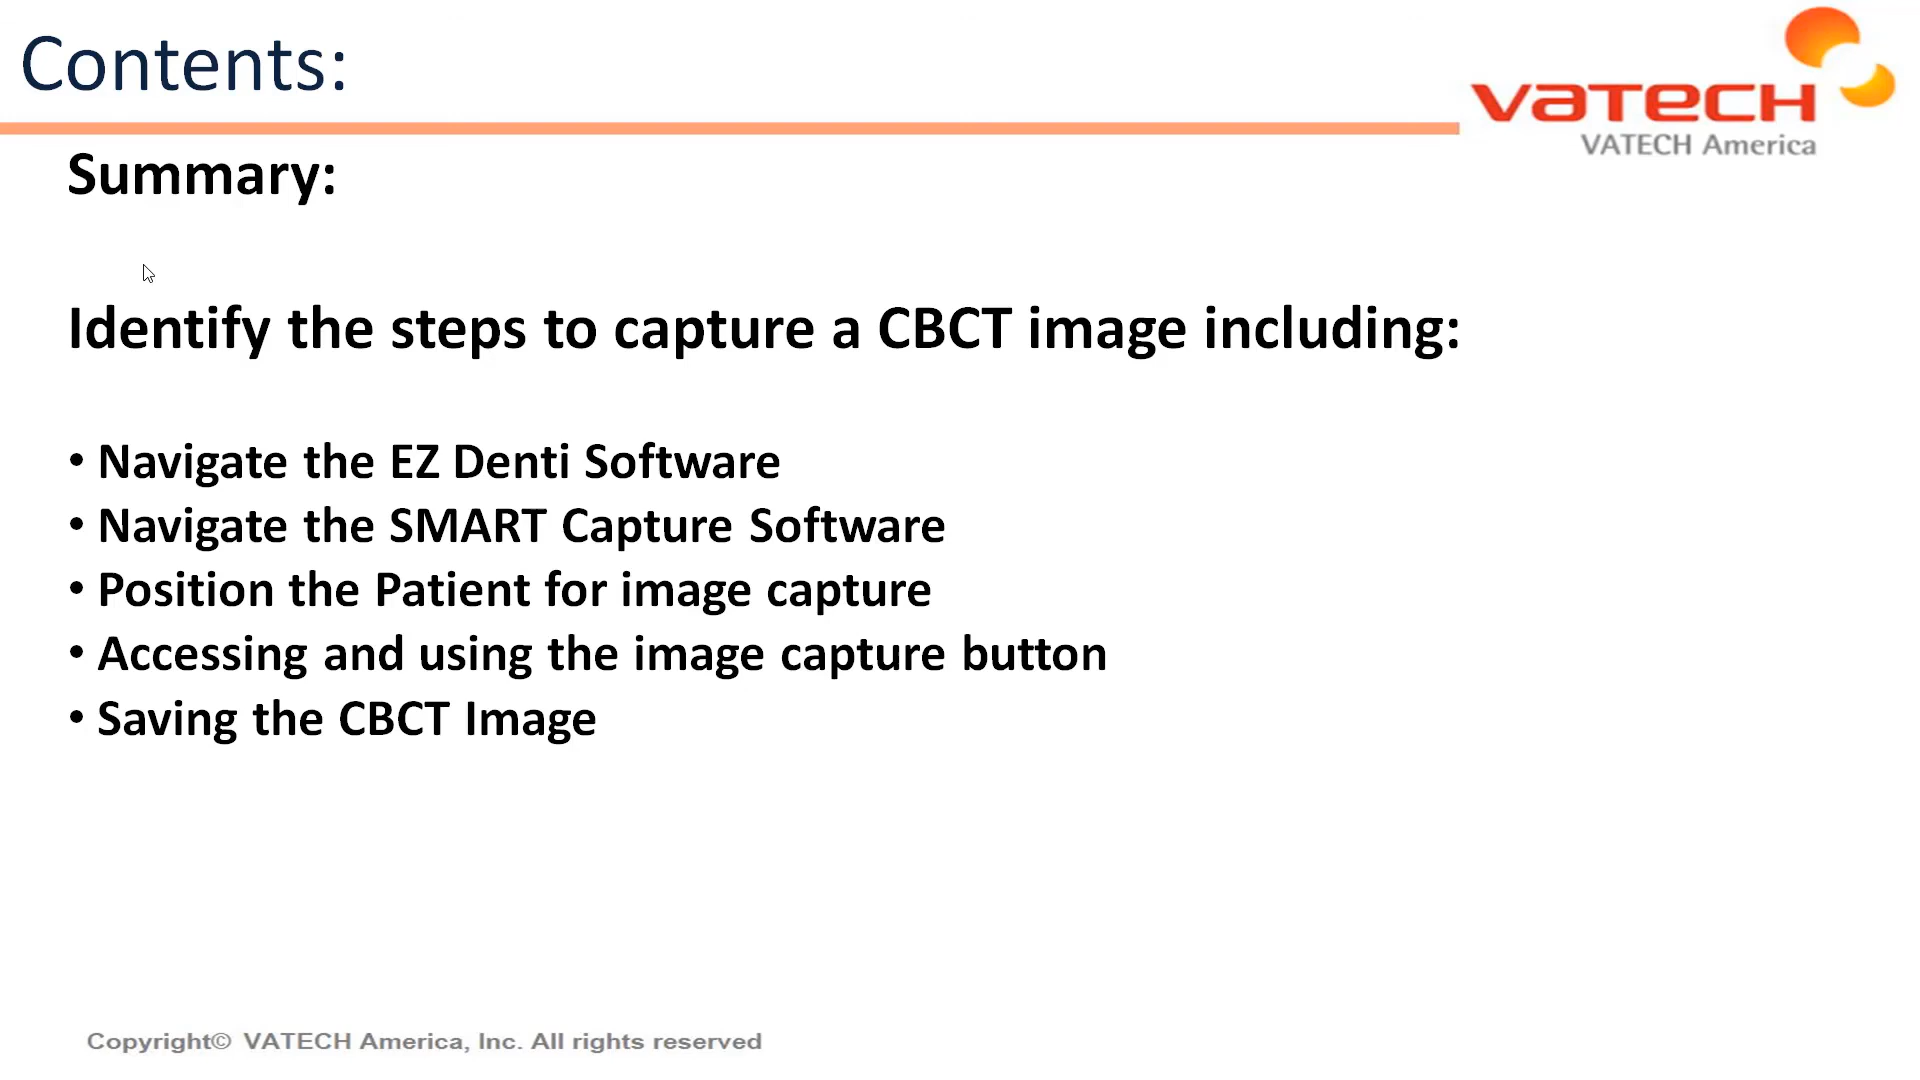 Contents:
vatech
VATECH America
Summary:
Identify the steps to capture a CBCT image including:
• Navigate the EZ Denti Software
• Navigate the SMART Capture Software
• Position the Patient for image capture
• Accessing and using the image capture button
• Saving the CBCT Image
Copyright© VATECH America, Inc. All rights reserved